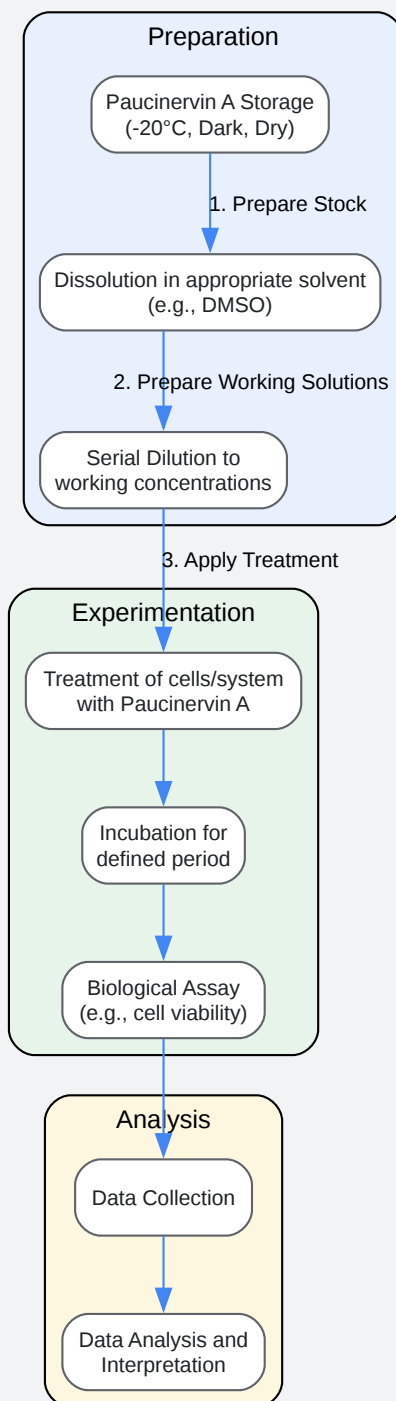 Preparation
Paucinervin A Storage
(-20°C, Dark, Dry)
1. Prepare Stock
Dissolution in appropriate solvent
(e.g., DMSO)
2. Prepare Working Solutions
Serial Dilution to
working concentrations
3. Apply Treatment
Experimentation
Treatment of cells/system
with Paucinervin A
Incubation for
defined period
Biological Assay
(e.g., cell viability)
Analysis
Data Collection
Data Analysis and
Interpretation